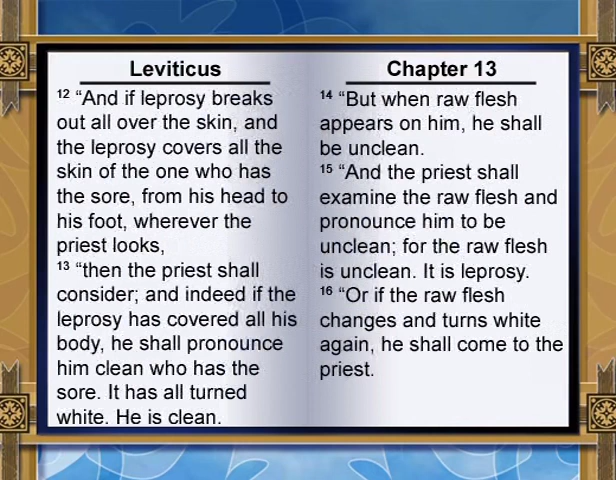 Leviticus
12 “And if leprosy breaks
out all over the skin, and
the leprosy covers all the
skin of the one who has
the sore, from his head to
his foot, wherever the
priest looks,
13 “then the priest shall
consider; and indeed if the
leprosy has covered all his
body, he shall pronounce
him clean who has the
sore. It has all turned
white. He is clean.
Chapter 13
14 “But when raw flesh
appears on him, he shall
be unclean.
15 “And the priest shall
examine the raw flesh and
pronounce him to be
unclean; for the raw flesh
is unclean. It is leprosy.
16 “Or if the raw flesh
changes and turns white
again, he shall come to the
priest.